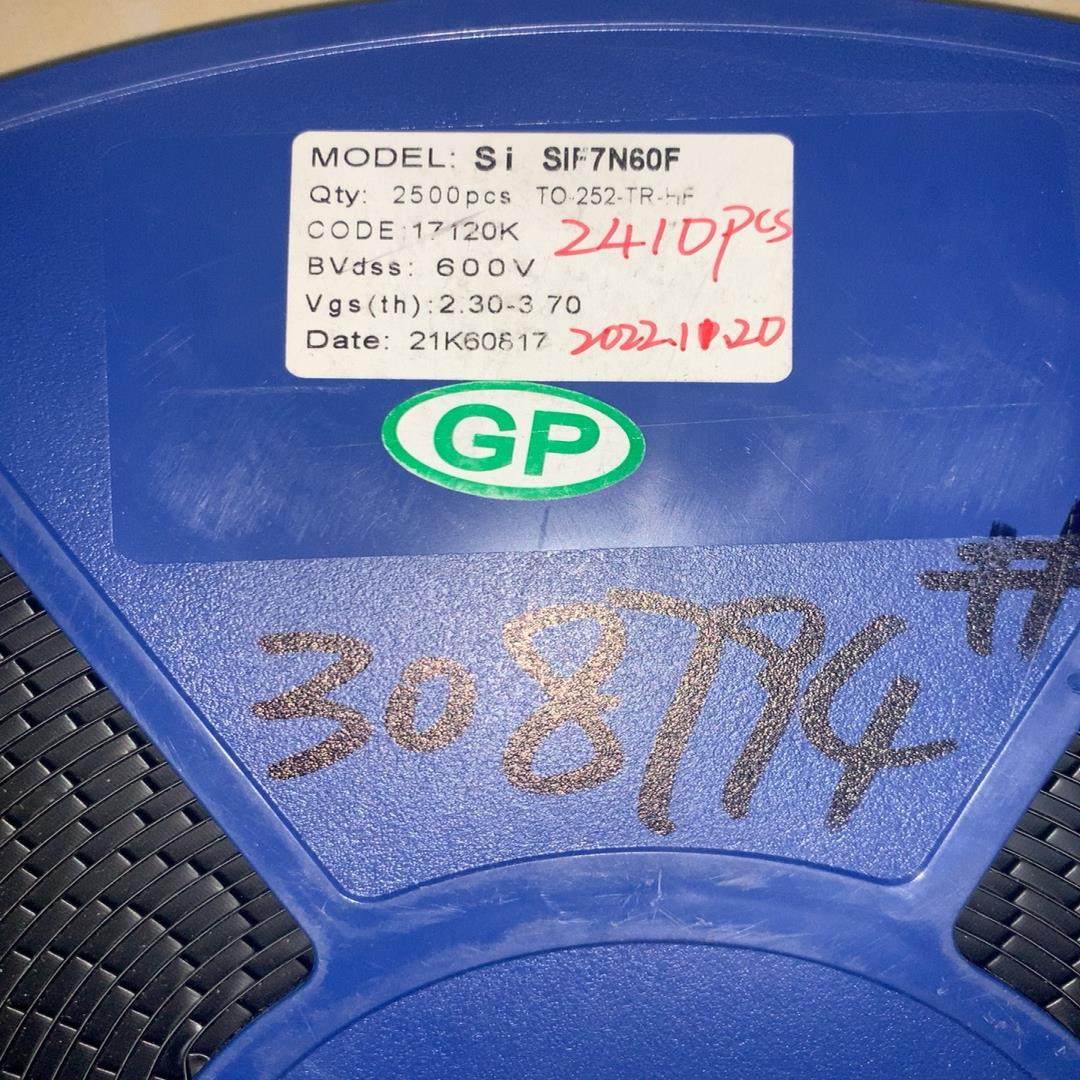 MODEL: Si SIF7N60F
Qty: 2500pcs TO-252-TR-HF
CODE:17120K 2410pcs
BVdss: 600V
Vgs(th):2.30-3.70
Date: 21K60817 2022.11.20
GP
308794#